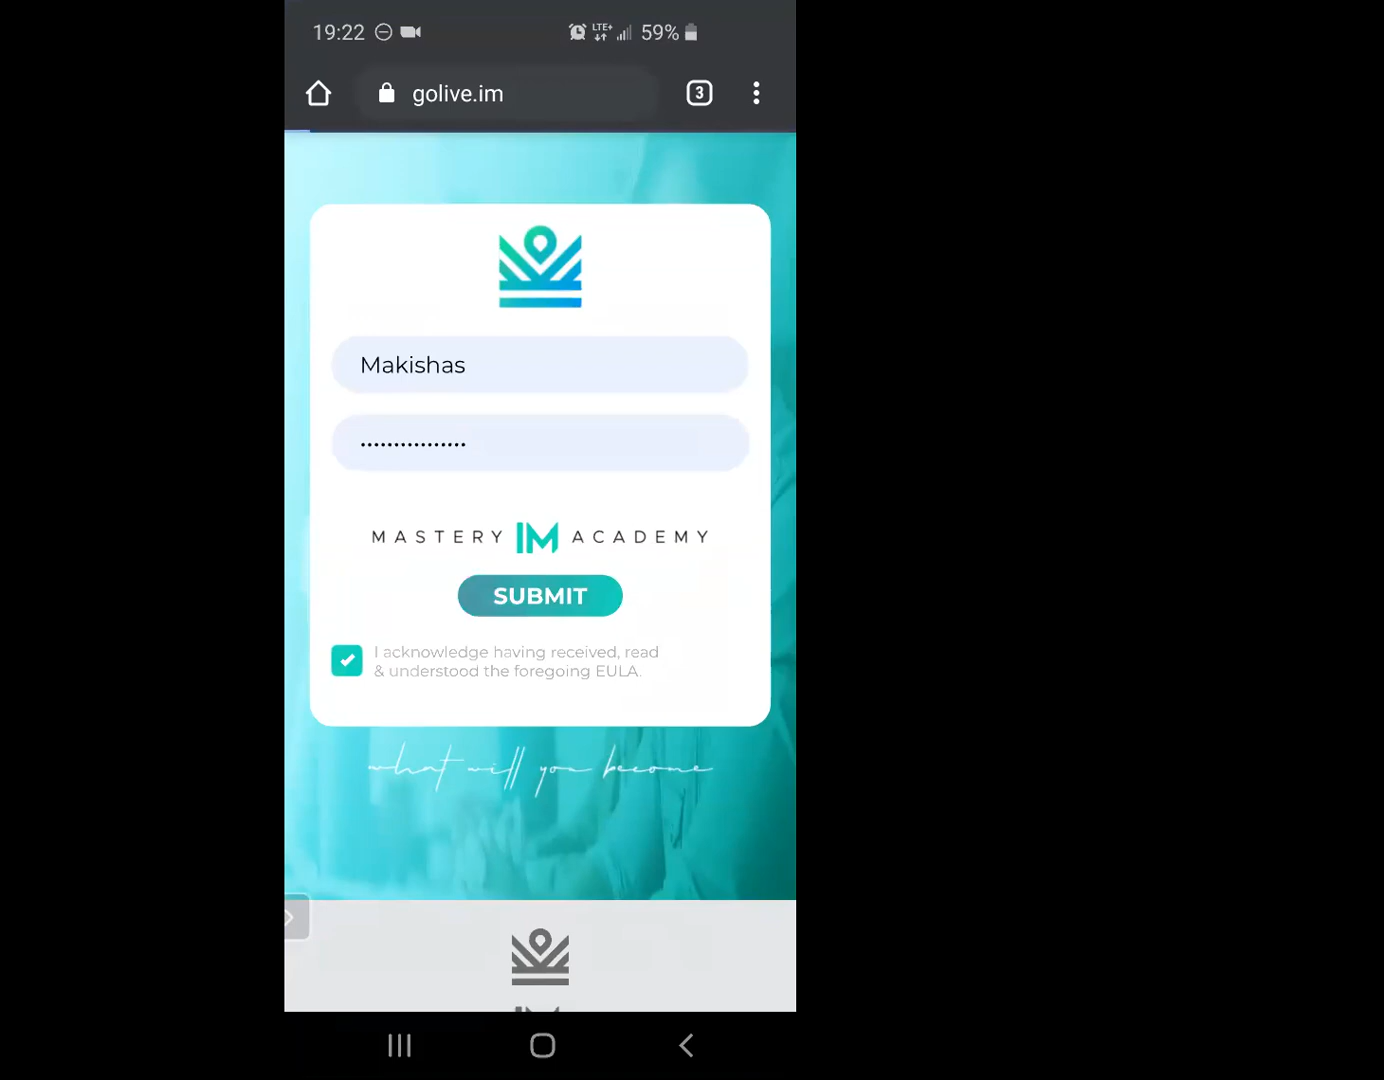 19:22 LTE+ 59%
golive.im 3
Makishas
................
MASTERY IM ACADEMY
SUBMIT
I acknowledge having received, read
& understood the foregoing EULA.
what will you become